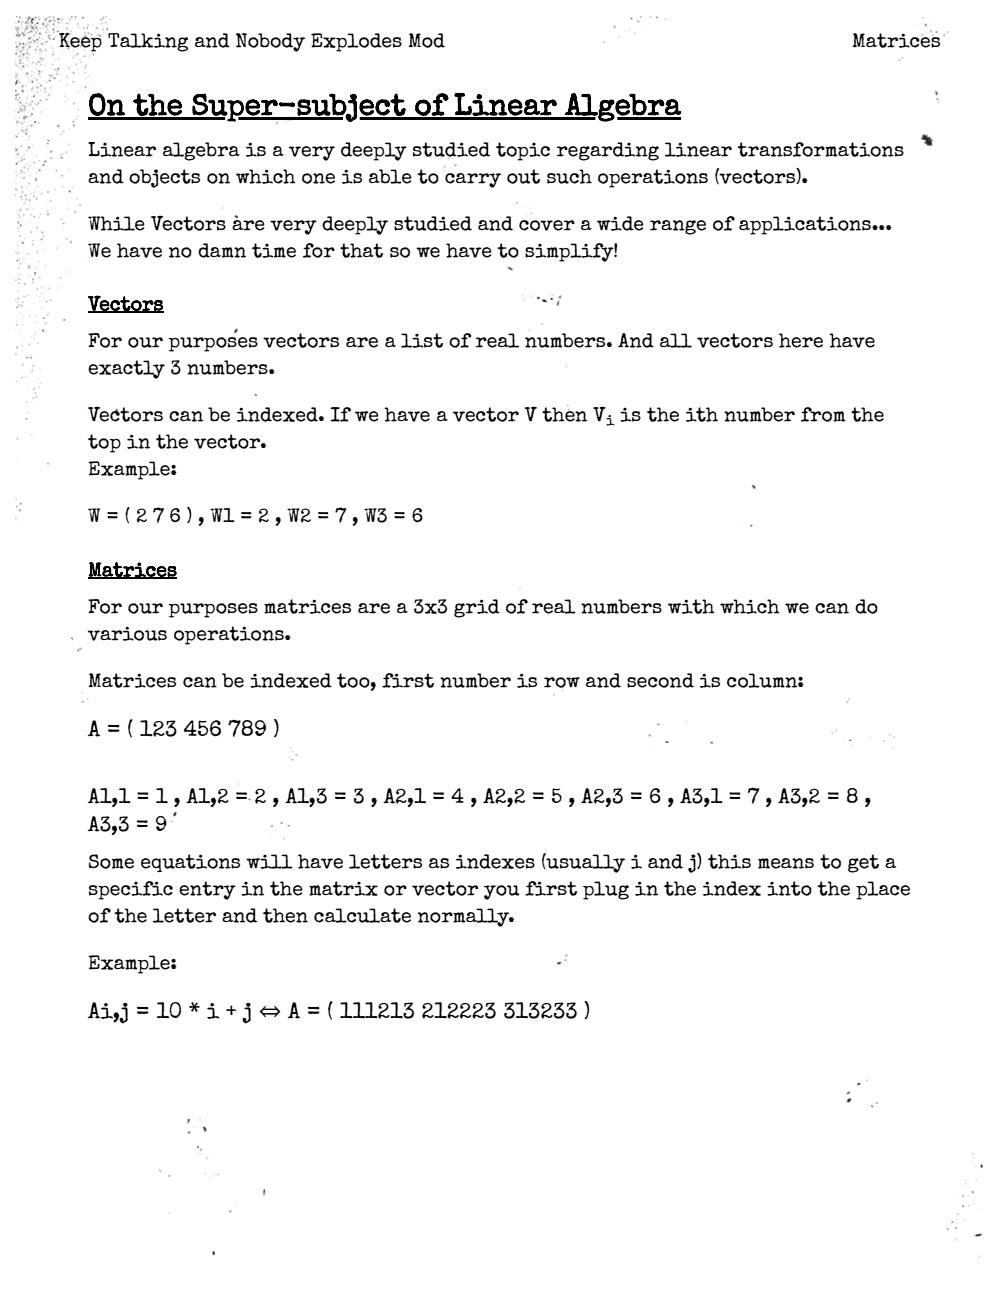 Keep Talking and Nobody Explodes Mod
Matrices
On the Super-subject of Linear Algebra
Linear algebra is a very deeply studied topic regarding linear transformations
and objects on which one is able to carry out such operations (vectors).
While Vectors are very deeply studied and cover a wide range of applications...
We have no damn time for that so we have to simplify!
Vectors
For our purposes vectors are a list of real numbers. And all vectors here have
exactly 3 numbers.
Vectors can be indexed. If we have a vector V then Vᵢ is the ith number from the
top in the vector.
Example:
W = ( 2 7 6 ) , W1 = 2 , W2 = 7 , W3 = 6
Matrices
For our purposes matrices are a 3x3 grid of real numbers with which we can do
various operations.
Matrices can be indexed too, first number is row and second is column:
A = ( 123 456 789 )
A1,1 = 1 , A1,2 = 2 , A1,3 = 3 , A2,1 = 4 , A2,2 = 5 , A2,3 = 6 , A3,1 = 7 , A3,2 = 8 ,
A3,3 = 9
Some equations will have letters as indexes (usually i and j) this means to get a
specific entry in the matrix or vector you first plug in the index into the place
of the letter and then calculate normally.
Example:
Ai,j = 10 * i + j ⇔ A = ( 111213 212223 313233 )